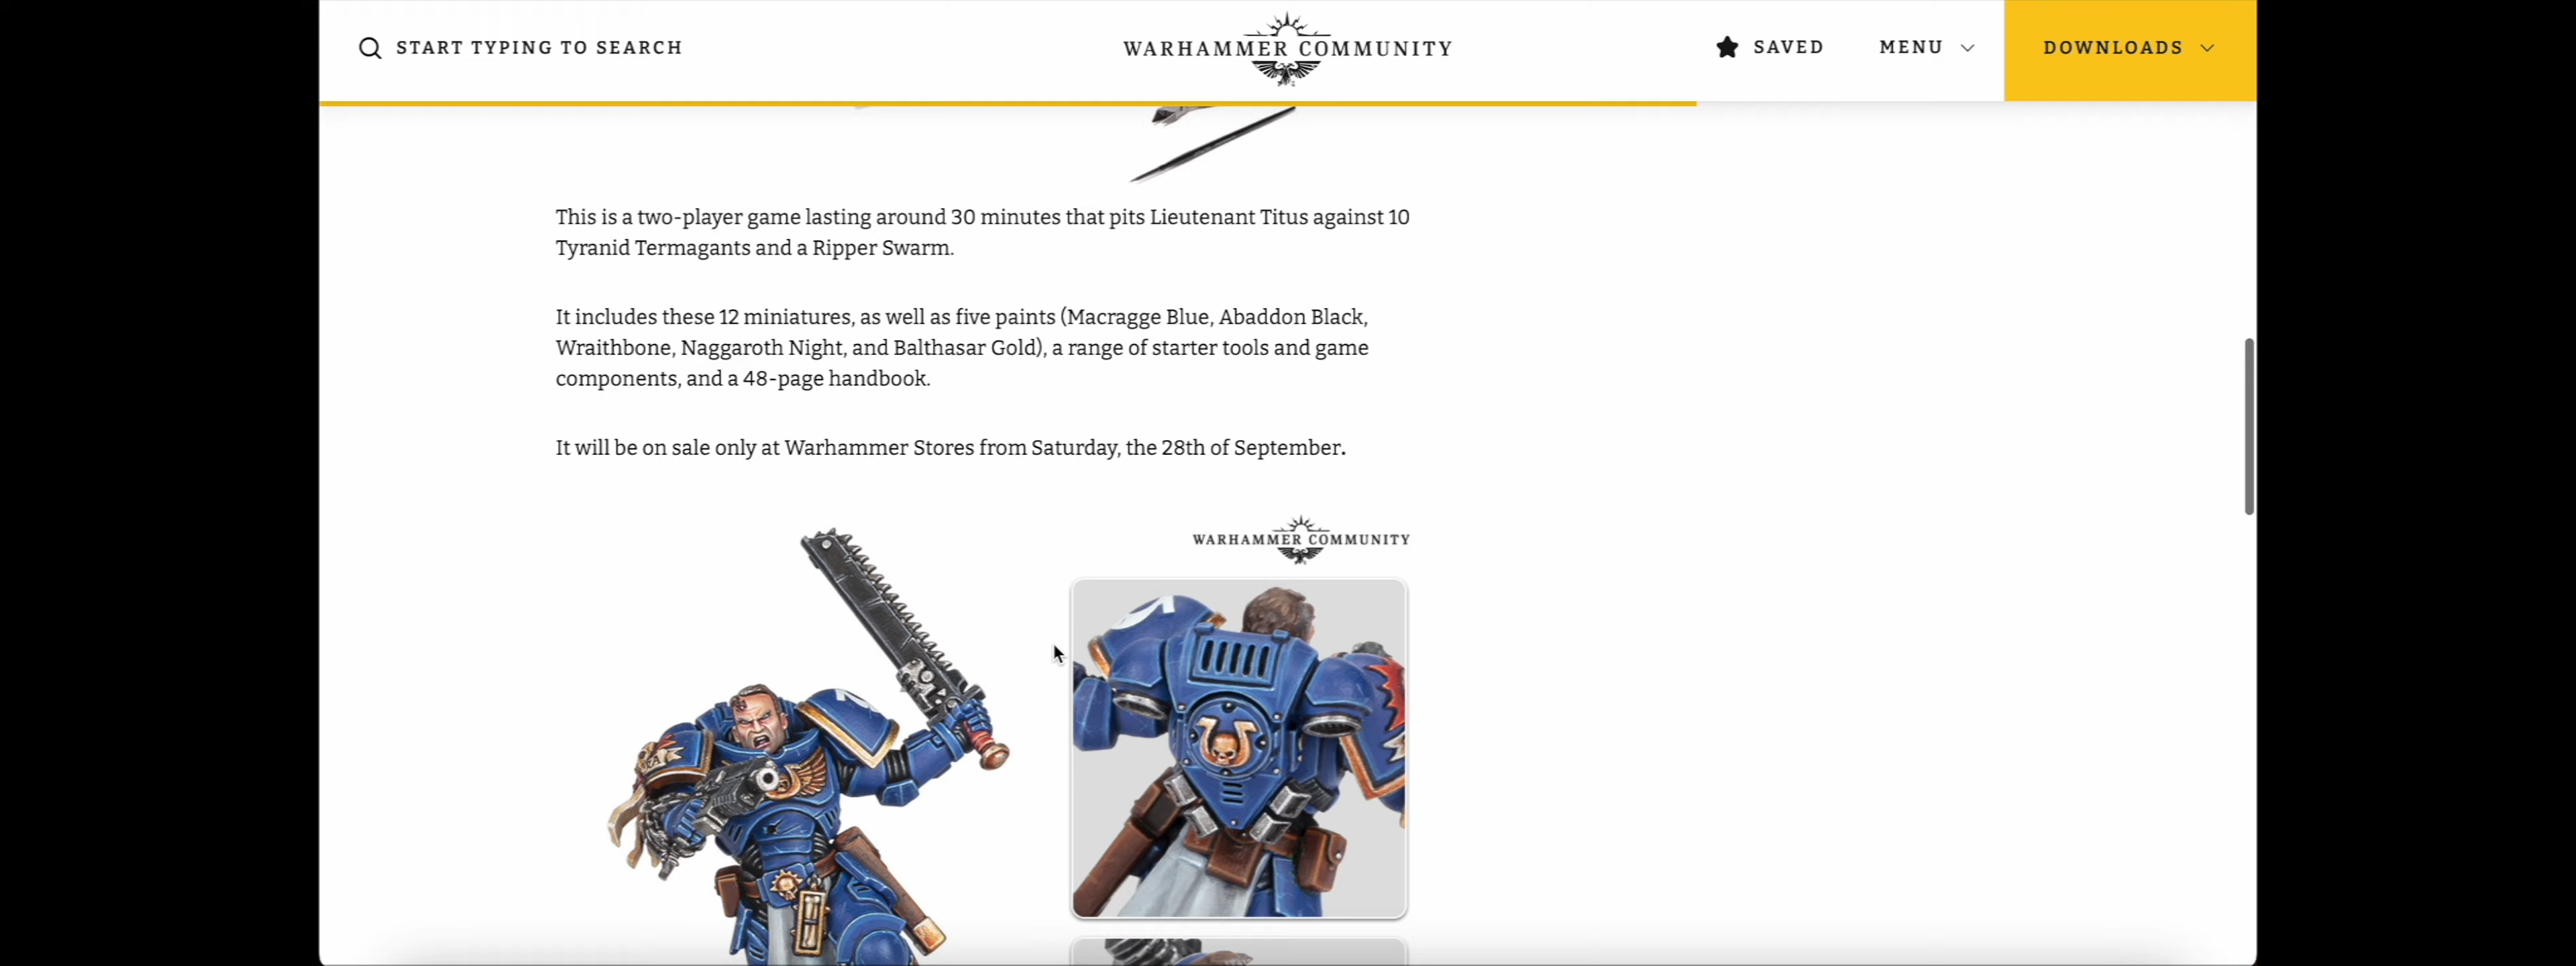 START TYPING TO SEARCH
WARHAMMER COMMUNITY
SAVED
MENU
DOWNLOADS
This is a two-player game lasting around 30 minutes that pits Lieutenant Titus against 10
Tyranid Termagants and a Ripper Swarm.
It includes these 12 miniatures, as well as five paints (Macragge Blue, Abaddon Black,
Wraithbone, Naggaroth Night, and Balthasar Gold), a range of starter tools and game
components, and a 48-page handbook.
It will be on sale only at Warhammer Stores from Saturday, the 28th of September.
WARHAMMER COMMUNITY